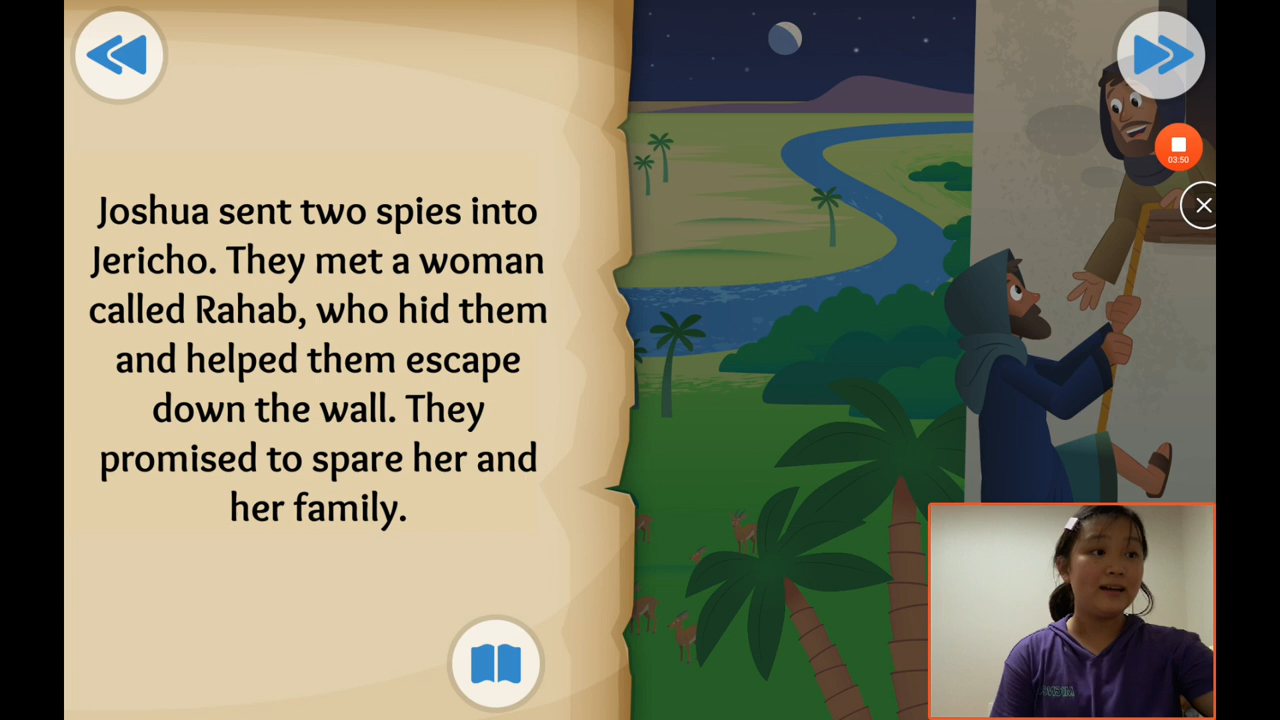 Joshua sent two spies into
Jericho. They met a woman
called Rahab, who hid them
and helped them escape
down the wall. They
promised to spare her and
her family.
03:50